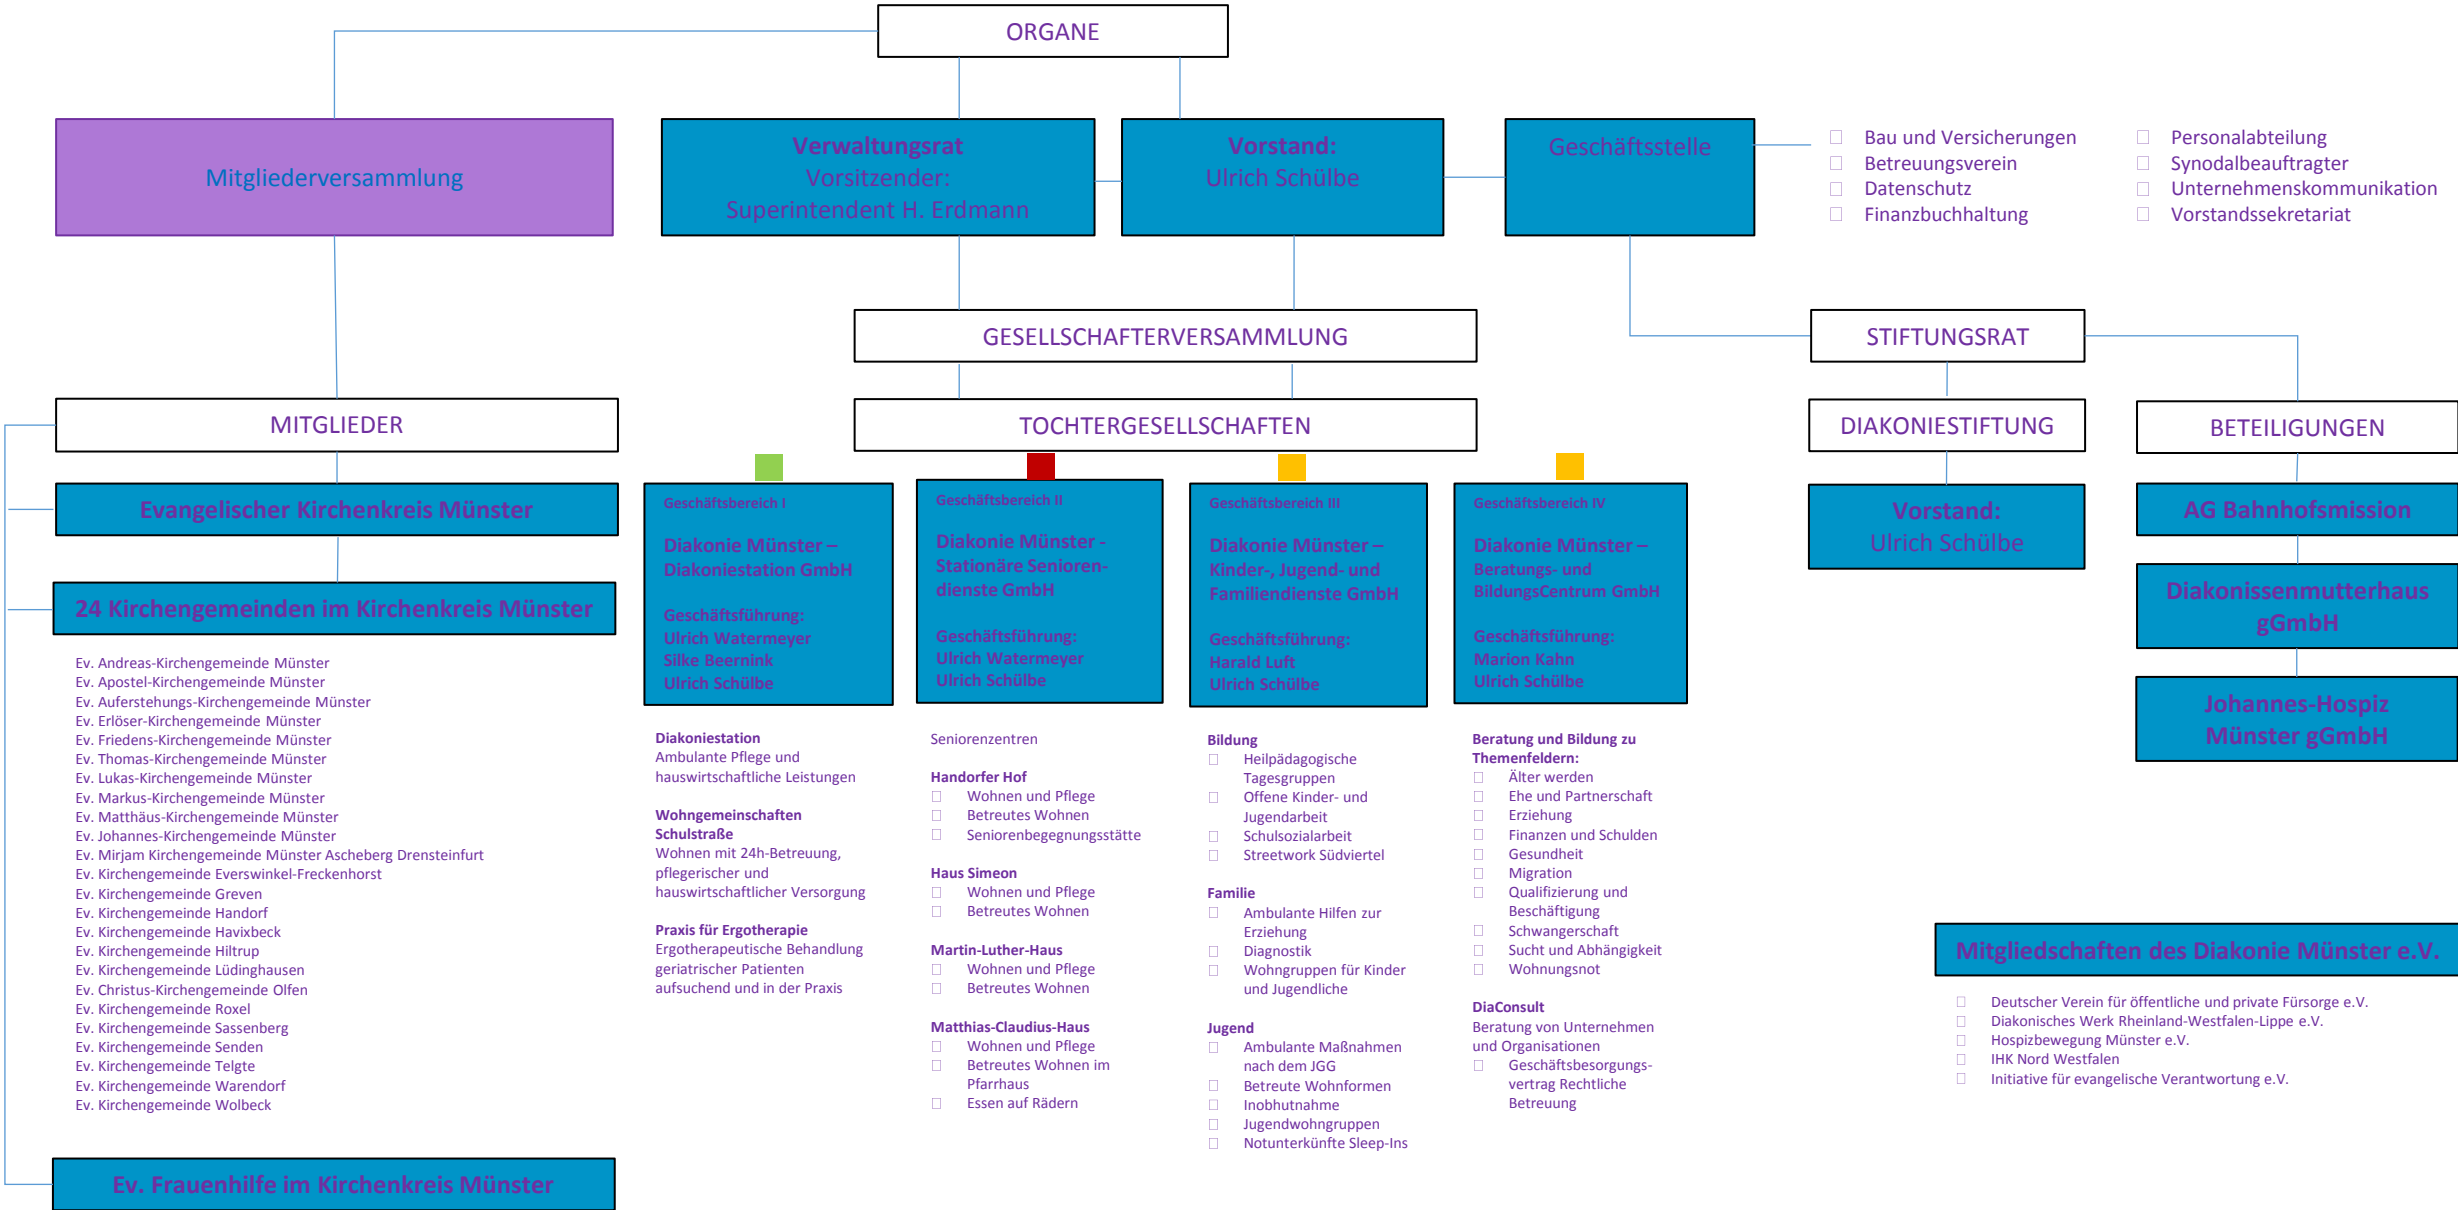 ORGANE
Mitgliederversammlung
Verwaltungsrat
Vorsitzender:
Superintendent H. Erdmann
Vorstand:
Ulrich Schülbe
Geschäftsstelle
Bau und Versicherungen
Betreuungsverein
Datenschutz
Finanzbuchhaltung
Personalabteilung
Synodalbeauftragter
Unternehmenskommunikation
Vorstandssekretariat
GESELLSCHAFTERVERSAMMLUNG
STIFTUNGSRAT
MITGLIEDER
TOCHTERGESELLSCHAFTEN
DIAKONIESTIFTUNG
BETEILIGUNGEN
Evangelischer Kirchenkreis Münster
24 Kirchengemeinden im Kirchenkreis Münster
Ev. Andreas-Kirchengemeinde Münster
Ev. Apostel-Kirchengemeinde Münster
Ev. Auferstehungs-Kirchengemeinde Münster
Ev. Erlöser-Kirchengemeinde Münster
Ev. Friedens-Kirchengemeinde Münster
Ev. Thomas-Kirchengemeinde Münster
Ev. Lukas-Kirchengemeinde Münster
Ev. Markus-Kirchengemeinde Münster
Ev. Matthäus-Kirchengemeinde Münster
Ev. Johannes-Kirchengemeinde Münster
Ev. Mirjam Kirchengemeinde Münster Ascheberg Drensteinfurt
Ev. Kirchengemeinde Everswinkel-Freckenhorst
Ev. Kirchengemeinde Greven
Ev. Kirchengemeinde Handorf
Ev. Kirchengemeinde Havixbeck
Ev. Kirchengemeinde Hiltrup
Ev. Kirchengemeinde Lüdinghausen
Ev. Christus-Kirchengemeinde Olfen
Ev. Kirchengemeinde Roxel
Ev. Kirchengemeinde Sassenberg
Ev. Kirchengemeinde Senden
Ev. Kirchengemeinde Telgte
Ev. Kirchengemeinde Warendorf
Ev. Kirchengemeinde Wolbeck
Ev. Frauenhilfe im Kirchenkreis Münster
Geschäftsbereich I
Diakonie Münster –
Diakoniestation GmbH
Geschäftsführung:
Ulrich Watermeyer
Silke Beernink
Ulrich Schülbe
Diakoniestation
Ambulante Pflege und
hauswirtschaftliche Leistungen
Wohngemeinschaften
Schulstraße
Wohnen mit 24h-Betreuung,
pflegerischer und
hauswirtschaftlicher Versorgung
Praxis für Ergotherapie
Ergotherapeutische Behandlung
geriatrischer Patienten
aufsuchend und in der Praxis
Geschäftsbereich II
Diakonie Münster -
Stationäre Senioren-
dienste GmbH
Geschäftsführung:
Ulrich Watermeyer
Ulrich Schülbe
Seniorenzentren
Handorfer Hof
Wohnen und Pflege
Betreutes Wohnen
Seniorenbegegnungsstätte
Haus Simeon
Wohnen und Pflege
Betreutes Wohnen
Martin-Luther-Haus
Wohnen und Pflege
Betreutes Wohnen
Matthias-Claudius-Haus
Wohnen und Pflege
Betreutes Wohnen im
Pfarrhaus
Essen auf Rädern
Geschäftsbereich III
Diakonie Münster –
Kinder-, Jugend- und
Familiendienste GmbH
Geschäftsführung:
Harald Luft
Ulrich Schülbe
Bildung
Heilpädagogische
Tagesgruppen
Offene Kinder- und
Jugendarbeit
Schulsozialarbeit
Streetwork Südviertel
Familie
Ambulante Hilfen zur
Erziehung
Diagnostik
Wohngruppen für Kinder
und Jugendliche
Jugend
Ambulante Maßnahmen
nach dem JGG
Betreute Wohnformen
Inobhutnahme
Jugendwohngruppen
Notunterkünfte Sleep-Ins
Geschäftsbereich IV
Diakonie Münster –
Beratungs- und
BildungsCentrum GmbH
Geschäftsführung:
Marion Kahn
Ulrich Schülbe
Beratung und Bildung zu
Themenfeldern:
Älter werden
Ehe und Partnerschaft
Erziehung
Finanzen und Schulden
Gesundheit
Migration
Qualifizierung und
Beschäftigung
Schwangerschaft
Sucht und Abhängigkeit
Wohnungsnot
DiaConsult
Beratung von Unternehmen
und Organisationen
Geschäftsbesorgungs-
vertrag Rechtliche
Betreuung
Vorstand:
Ulrich Schülbe
AG Bahnhofsmission
Diakonissenmutterhaus
gGmbH
Johannes-Hospiz
Münster gGmbH
Mitgliedschaften des Diakonie Münster e.V.
Deutscher Verein für öffentliche und private Fürsorge e.V.
Diakonisches Werk Rheinland-Westfalen-Lippe e.V.
Hospizbewegung Münster e.V.
IHK Nord Westfalen
Initiative für evangelische Verantwortung e.V.